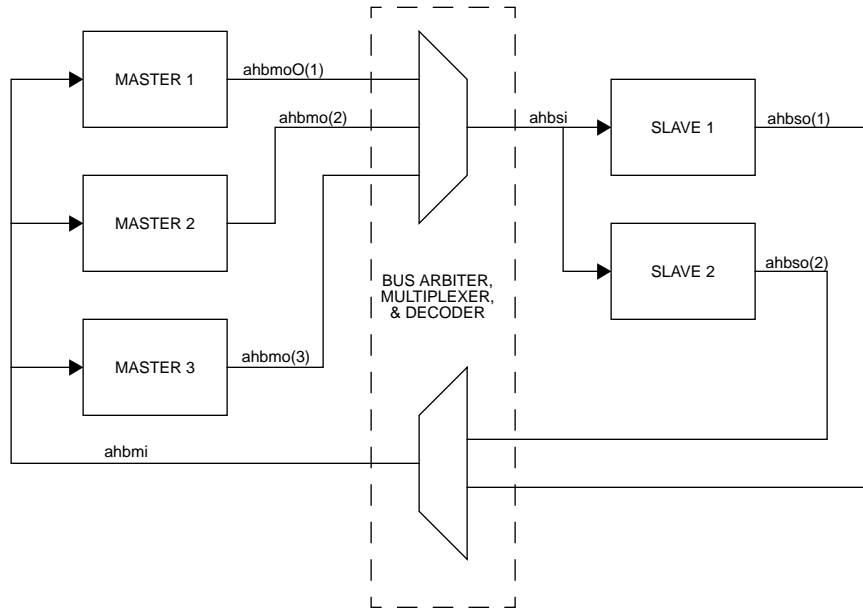 MASTER 1
ahbmoO(1)
ahbmo(2)
ahbsi
SLAVE 1
ahbso(1)
MASTER 2
BUS ARBITER,
MULTIPLEXER,
& DECODER
SLAVE 2
ahbso(2)
MASTER 3
ahbmo(3)
ahbmi